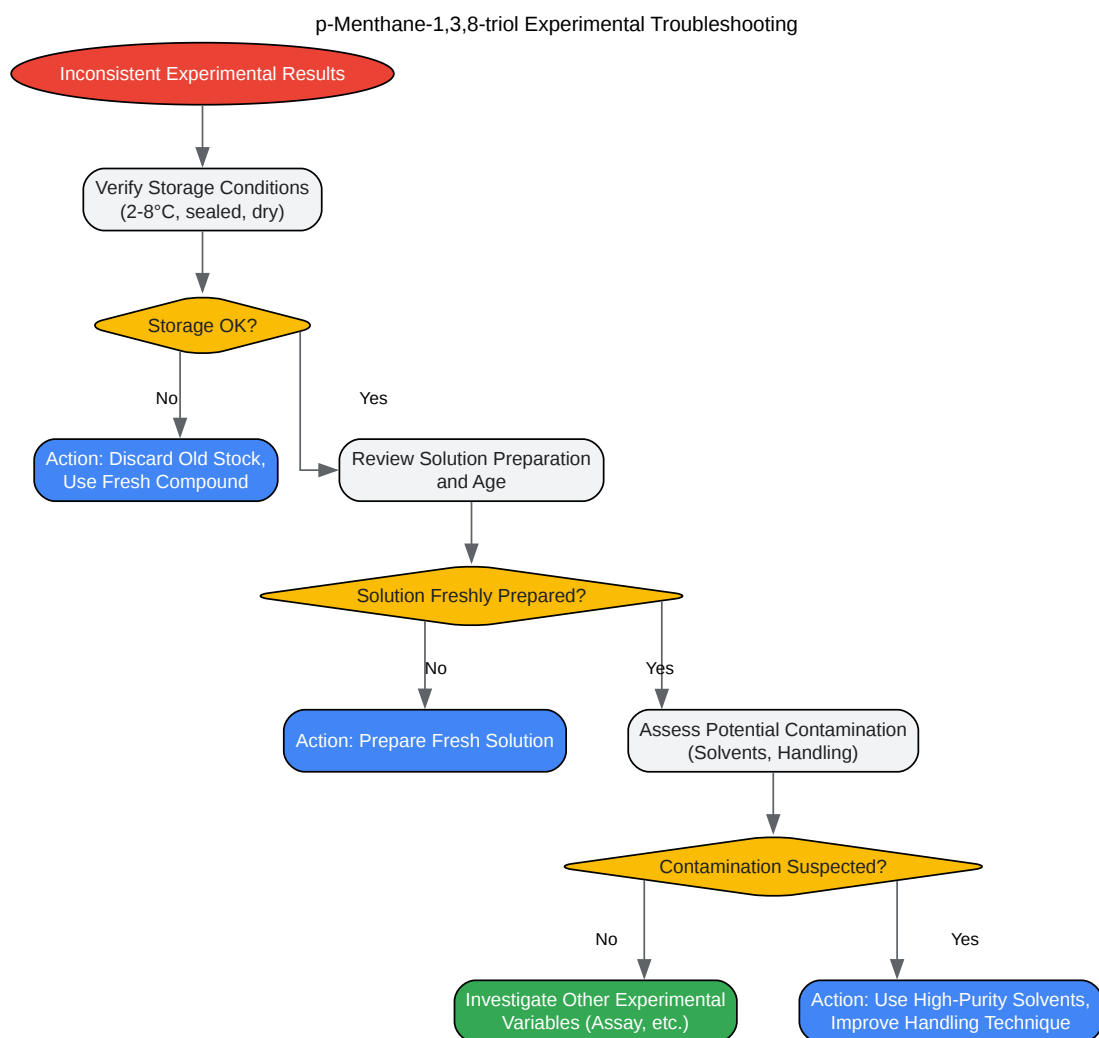 p-Menthane-1,3,8-triol Experimental Troubleshooting
Inconsistent Experimental Results
Verify Storage Conditions
(2-8°C, sealed, dry)
Storage OK?
No
Yes
Action: Discard Old Stock,
Use Fresh Compound
Review Solution Preparation
and Age
Solution Freshly Prepared?
No
Yes
Action: Prepare Fresh Solution
Assess Potential Contamination
(Solvents, Handling)
Contamination Suspected?
No
Yes
Investigate Other Experimental
Variables (Assay, etc.)
Action: Use High-Purity Solvents,
Improve Handling Technique